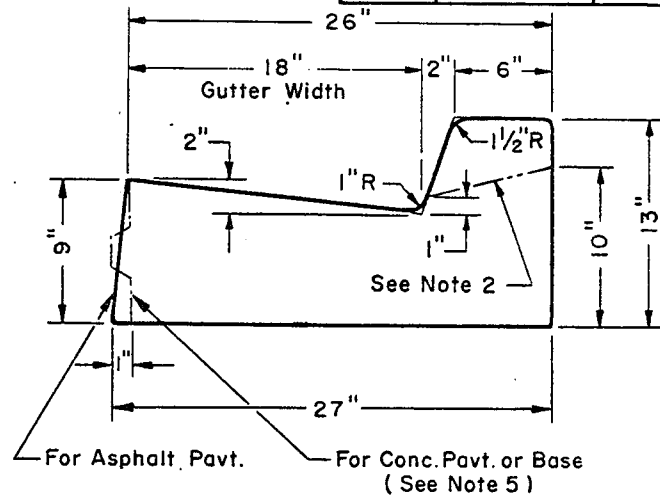 26"
18"
2"
6"
Gutter Width
2"
1"R
1½"R
1"
9"
10"
13"
See Note 2
1"
27"
For Asphalt Pavt.
For Conc. Pavt. or Base
(See Note 5)